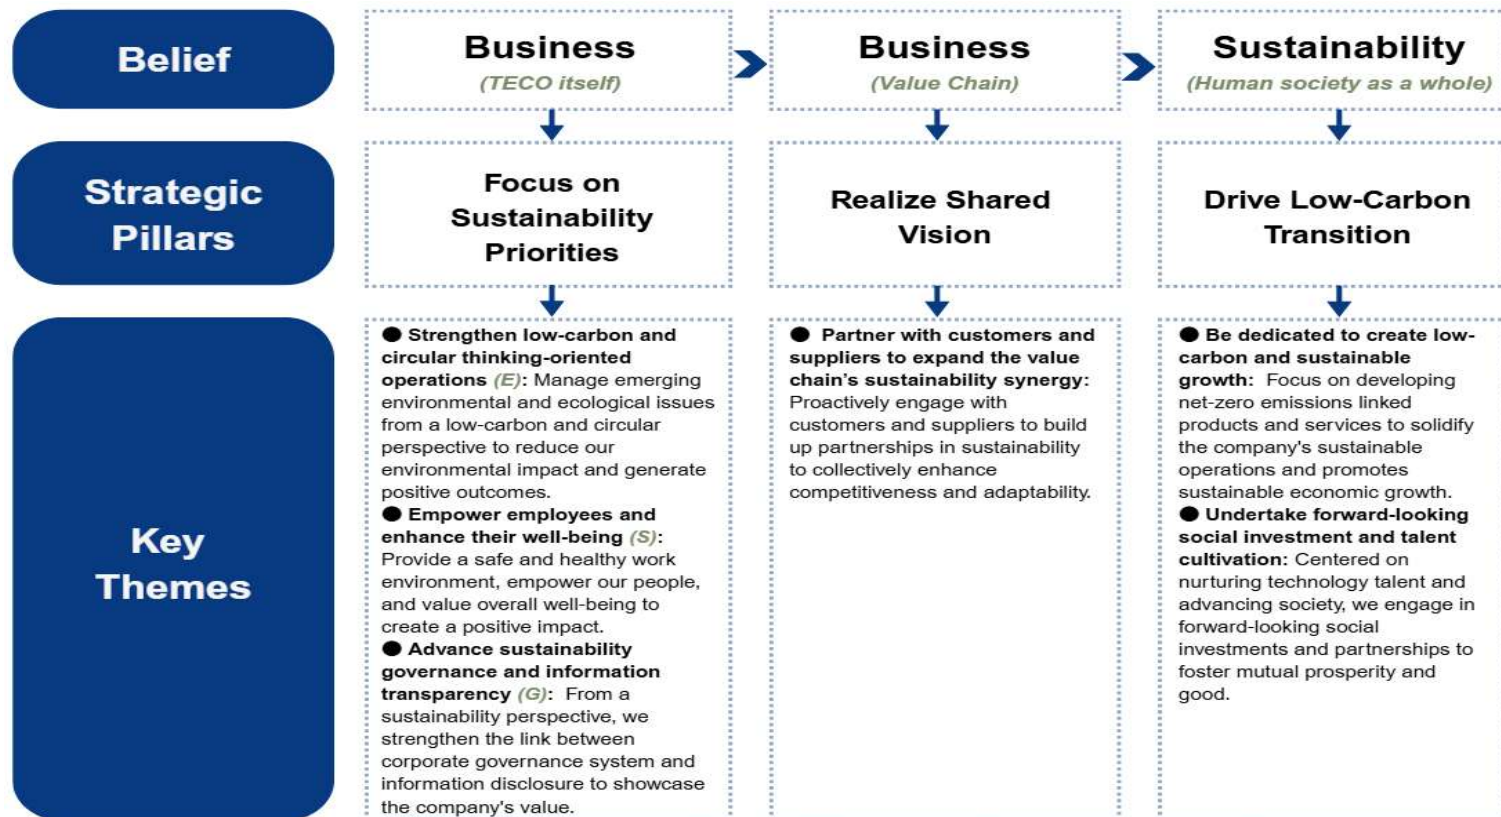 Belief
Business
(TECO itself)
Business
(Value Chain)
Sustainability
(Human society as a whole)
Strategic
Pillars
Focus on
Sustainability
Priorities
Realize Shared
Vision
Drive Low-Carbon
Transition
Key
Themes
● Strengthen low-carbon and
circular thinking-oriented
operations (E): Manage emerging
environmental and ecological issues
from a low-carbon and circular
perspective to reduce our
environmental impact and generate
positive outcomes.
● Empower employees and
enhance their well-being (S):
Provide a safe and healthy work
environment, empower our people,
and value overall well-being to
create a positive impact.
● Advance sustainability
governance and information
transparency (G): From a
sustainability perspective, we
strengthen the link between
corporate governance system and
information disclosure to showcase
the company's value.
● Partner with customers and
suppliers to expand the value
chain's sustainability synergy:
Proactively engage with
customers and suppliers to build
up partnerships in sustainability
to collectively enhance
competitiveness and adaptability.
● Be dedicated to create low-
carbon and sustainable
growth: Focus on developing
net-zero emissions linked
products and services to solidify
the company's sustainable
operations and promotes
sustainable economic growth.
● Undertake forward-looking
social investment and talent
cultivation: Centered on
nurturing technology talent and
advancing society, we engage in
forward-looking social
investments and partnerships to
foster mutual prosperity and
good.